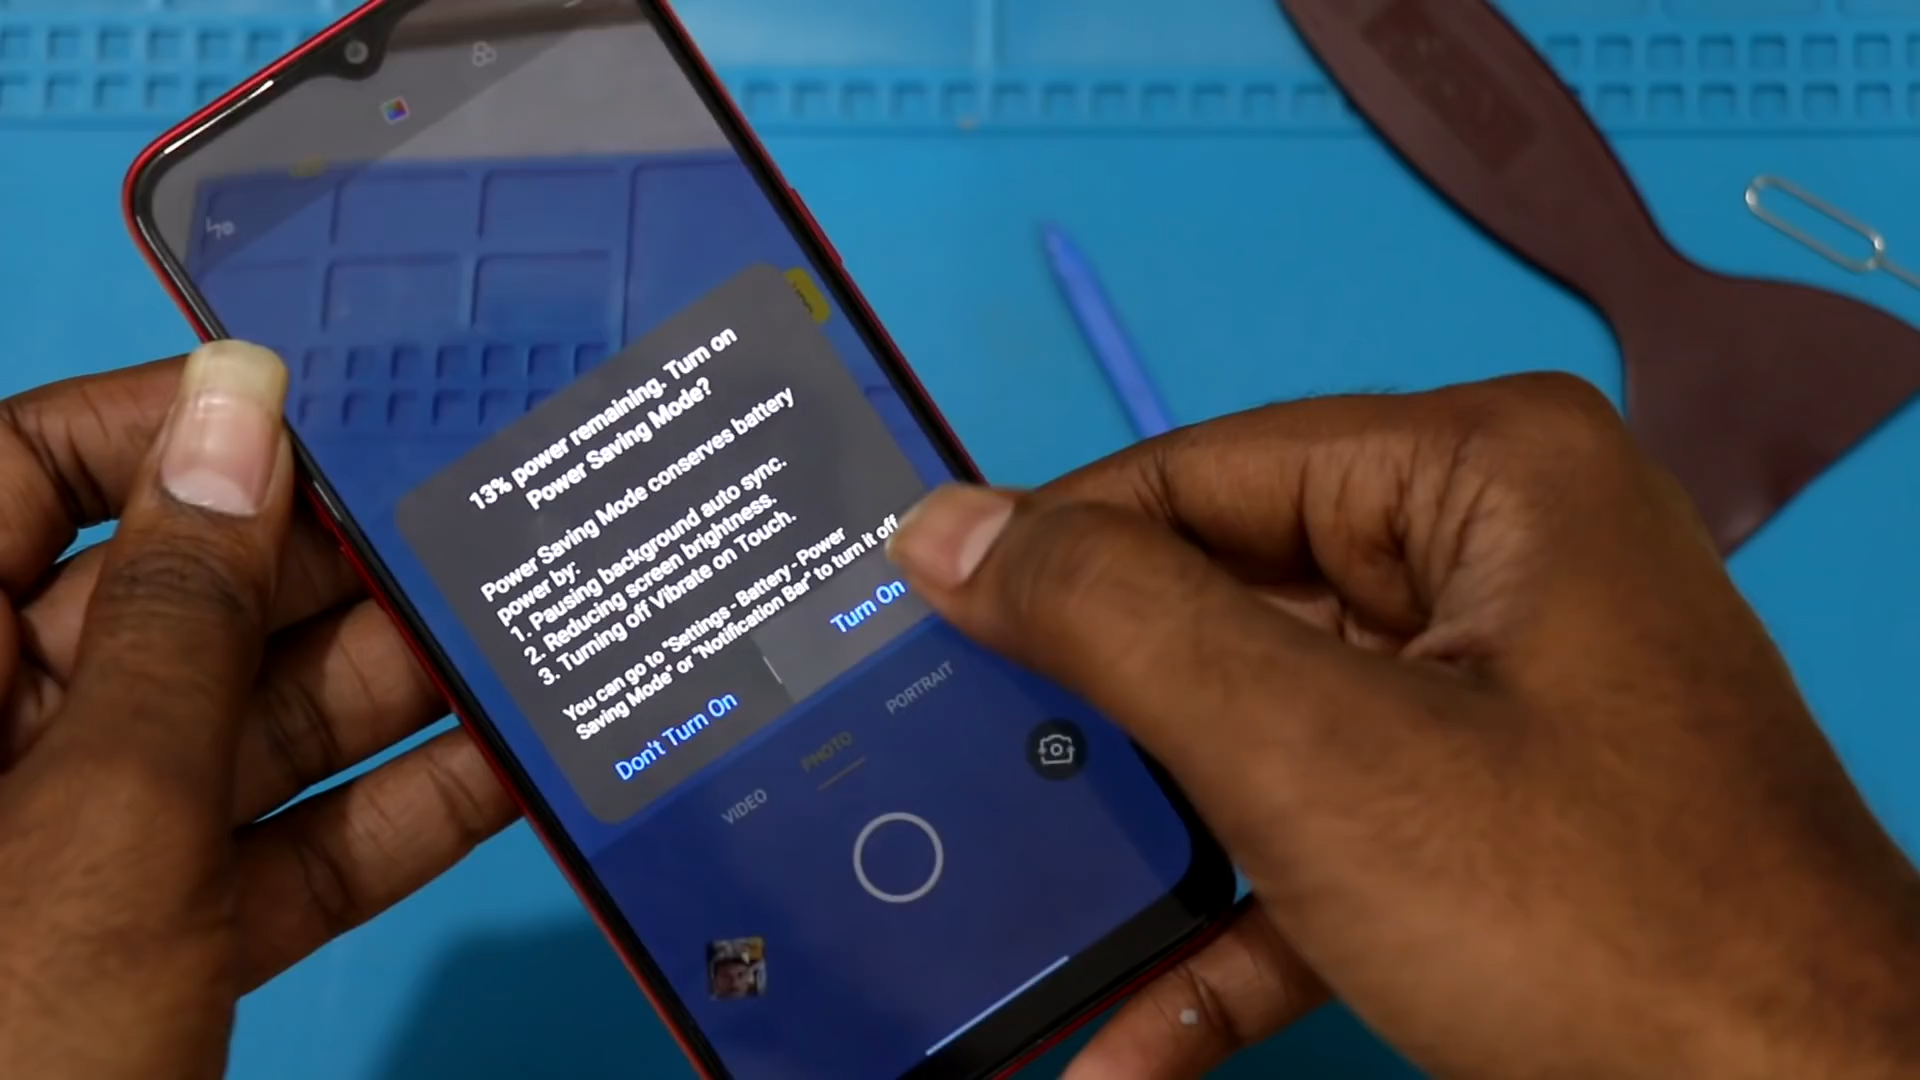 13% power remaining. Turn on
Power Saving Mode?
Power Saving Mode conserves battery
power by:
1. Pausing background auto sync.
2. Reducing screen brightness.
3. Turning off Vibrate on Touch.
You can go to "Settings - Battery - Power
Saving Mode" or "Notification Bar" to turn it off
Don't Turn On
Turn On
VIDEO
PHOTO
PORTRAIT